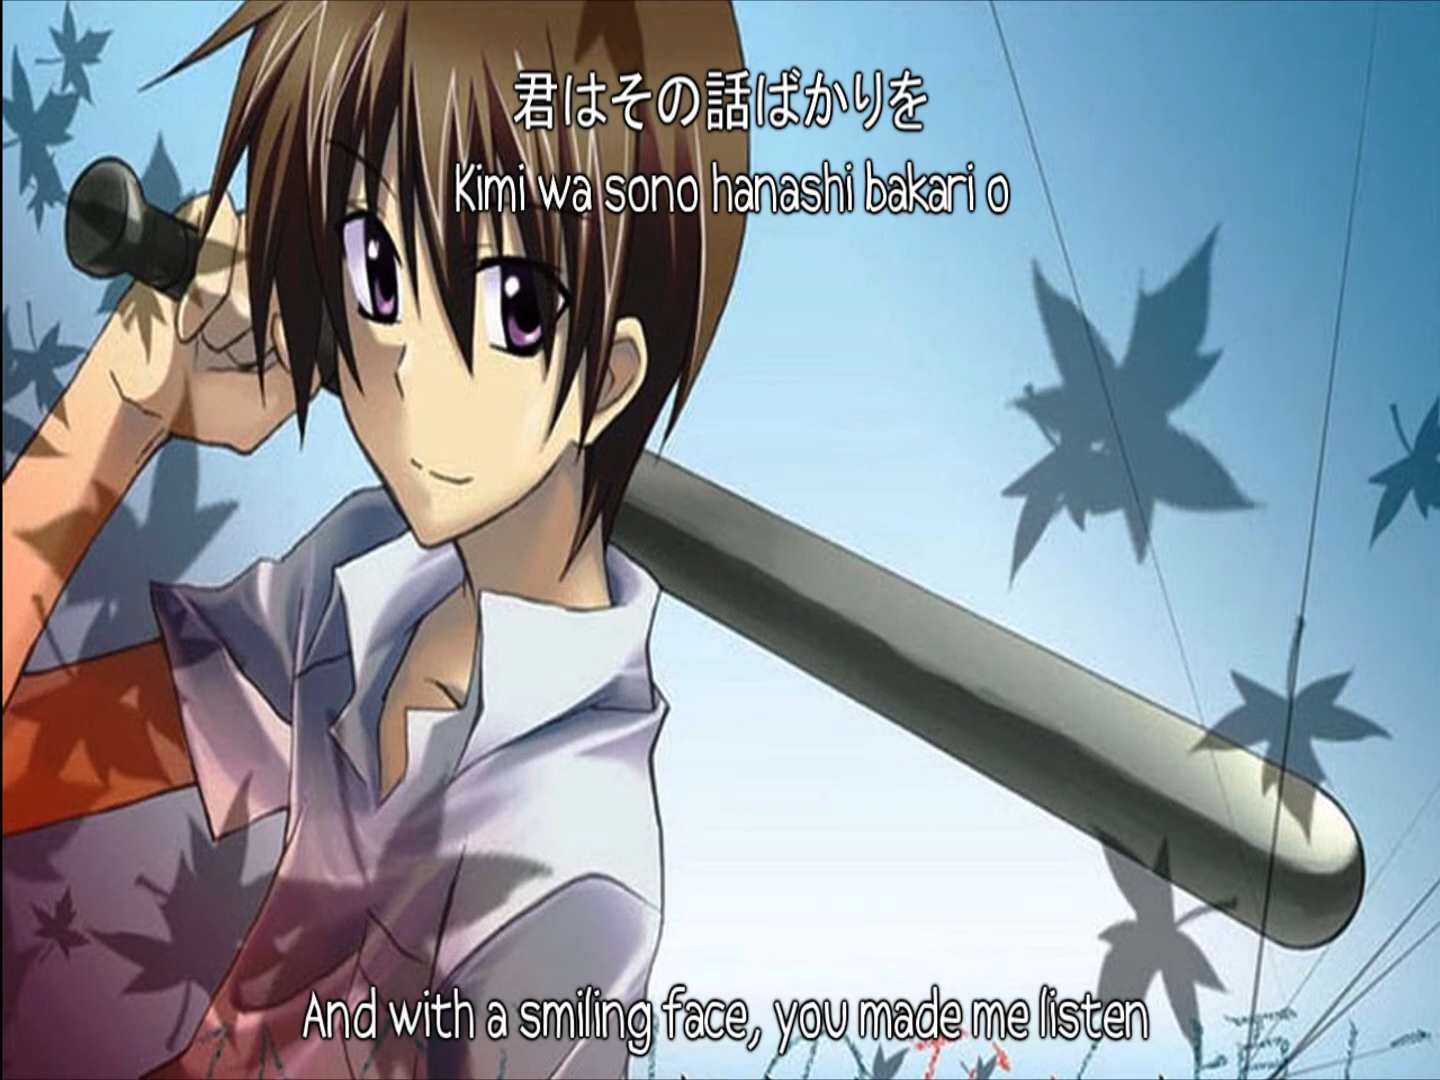 君はその話ばかりを
Kimi wa sono hanashi bakari o
And with a smiling face, you made me listen